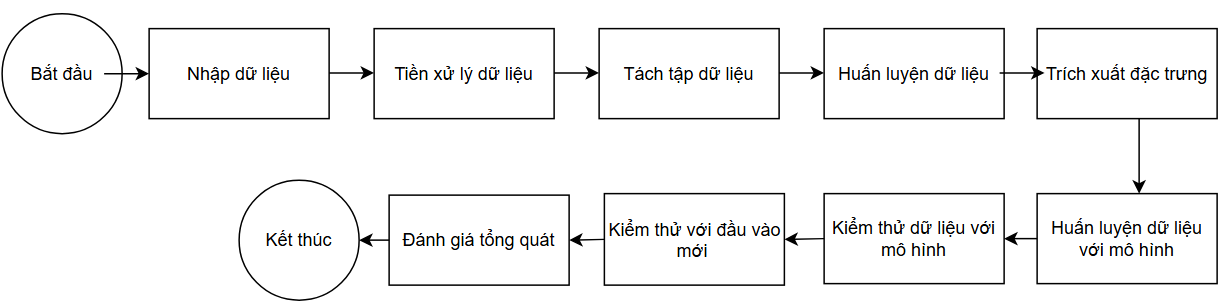 Bắt đầu
Nhập dữ liệu
Tiền xử lý dữ liệu
Tách tập dữ liệu
Huấn luyện dữ liệu
Trích xuất đặc trưng
Huấn luyện dữ liệu
với mô hình
Kiểm thử dữ liệu với
mô hình
Kiểm thử với đầu vào
mới
Đánh giá tổng quát
Kết thúc